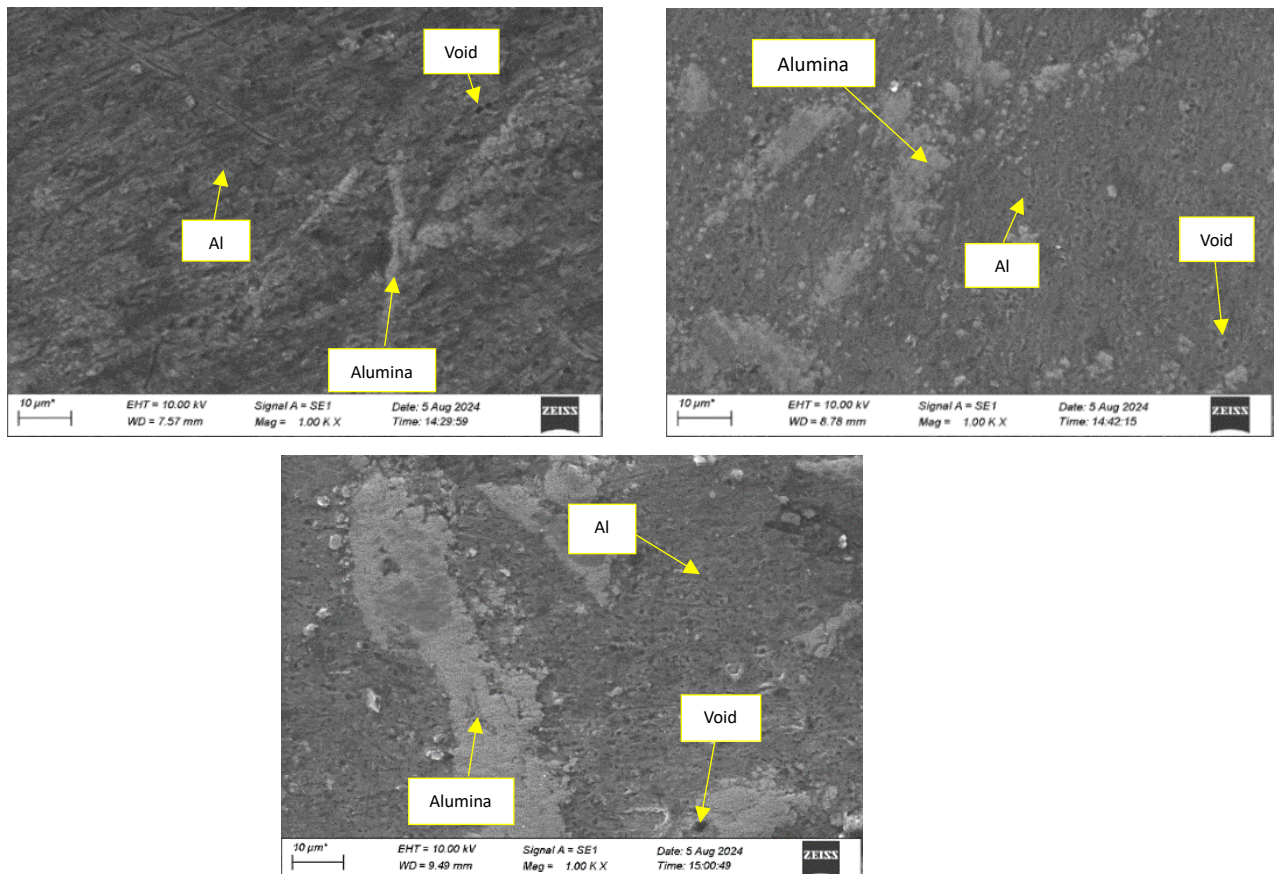 Void
Al
Alumina
10 µm*
EHT = 10.00 kV
WD = 7.57 mm
Signal A = SE1
Mag = 1.00 K X
Date: 5 Aug 2024
Time: 14:29:59
ZEISS
Alumina
Void
Al
10 µm*
EHT = 10.00 kV
WD = 8.78 mm
Signal A = SE1
Mag = 1.00 K X
Date: 5 Aug 2024
Time: 14:42:15
ZEISS
Al
Void
Alumina
10 µm*
EHT = 10.00 kV
WD = 9.49 mm
Signal A = SE1
Mag = 1.00 K X
Date: 5 Aug 2024
Time: 15:00:49
ZEISS